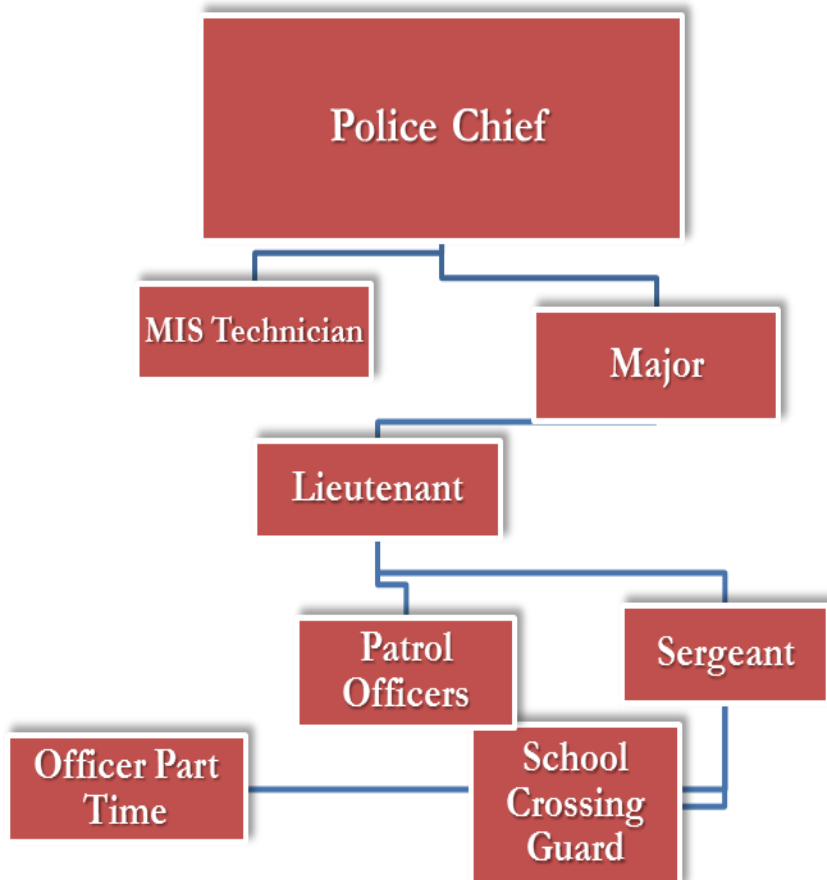 Police Chief
MIS Technician
Major
Lieutenant
Patrol
Officers
Sergeant
Officer Part
Time
School
Crossing
Guard